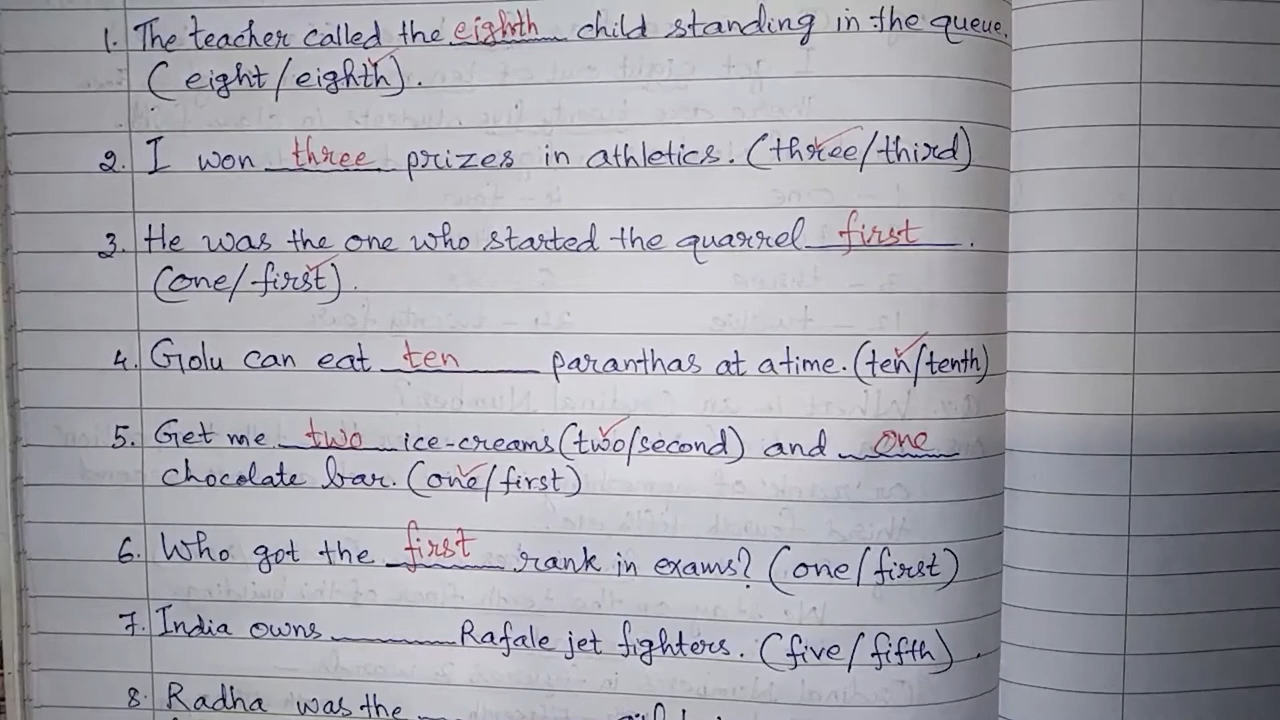 1. The teacher called the eighth child standing in the queue.
(eight/eighth).
2. I won three prizes in athletics. (three/third)
3. He was the one who started the quarrel first.
(one/first).
4. Golu can eat ten paranthas at a time. (ten/tenth)
5. Get me two ice-creams (two/second) and one
chocolate bar. (one/first)
6. Who got the first rank in exams? (one/first)
7. India owns ______ Rafale jet fighters. (five/fifth).
8. Radha was the